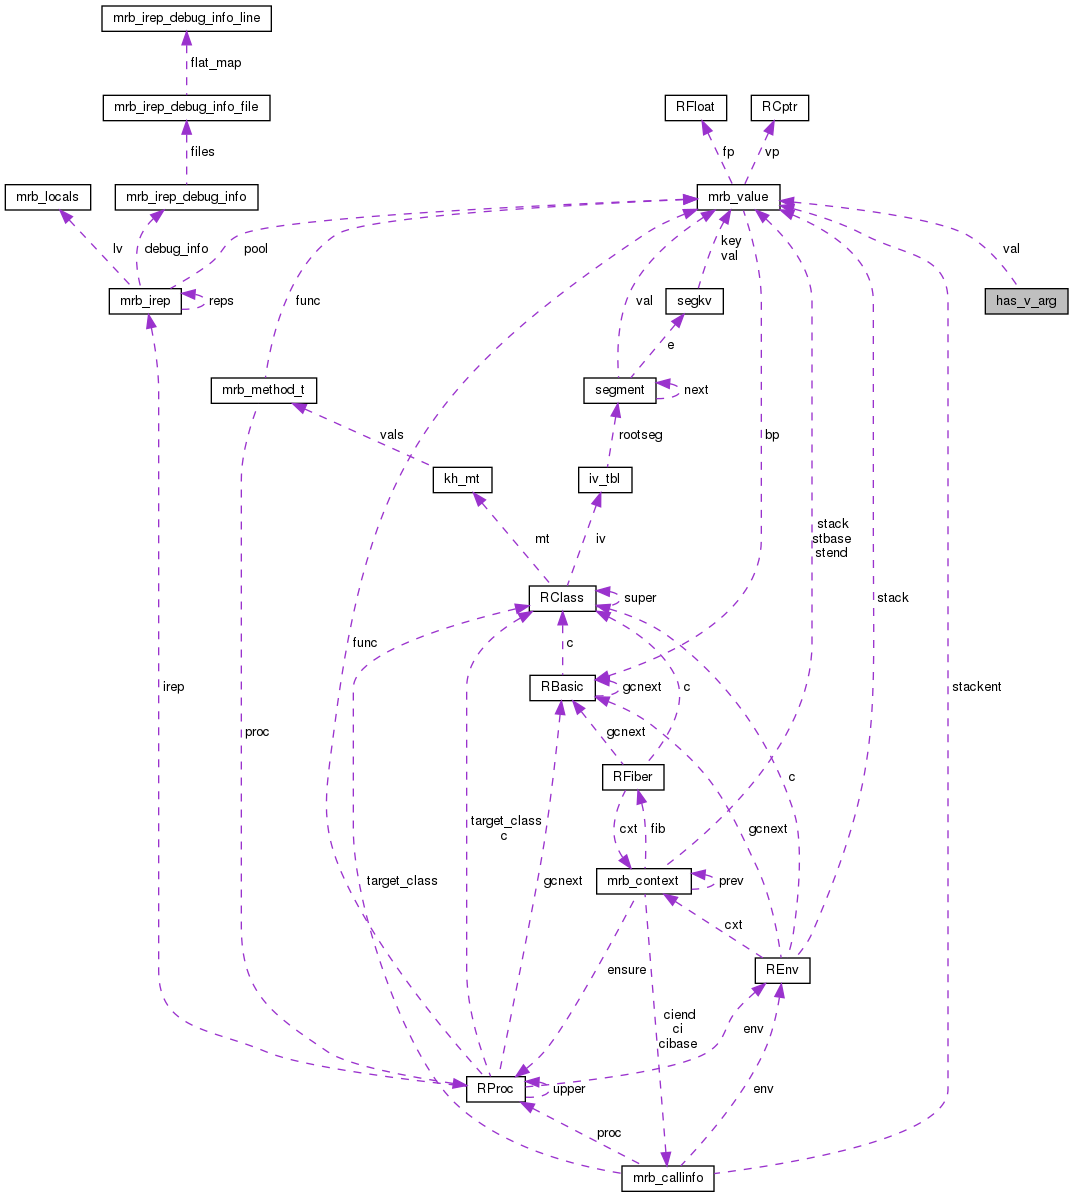 mrb_irep_debug_info_line
flat_map
mrb_irep_debug_info_file
RFloat
RCptr
files
fp
vp
mrb_locals
mrb_irep_debug_info
mrb_value
lv
debug_info
pool
key
val
val
mrb_irep
reps
func
val
segkv
has_v_arg
e
mrb_method_t
segment
next
vals
rootseg
bp
kh_mt
iv_tbl
stack
stbase
stend
mt
iv
RClass
super
stack
func
c
irep
RBasic
gcnext
c
stackent
proc
gcnext
RFiber
c
target_class
c
cxt
fib
gcnext
target_class
gcnext
mrb_context
prev
cxt
ensure
REnv
ciend
ci
cibase
env
RProc
upper
env
proc
mrb_callinfo